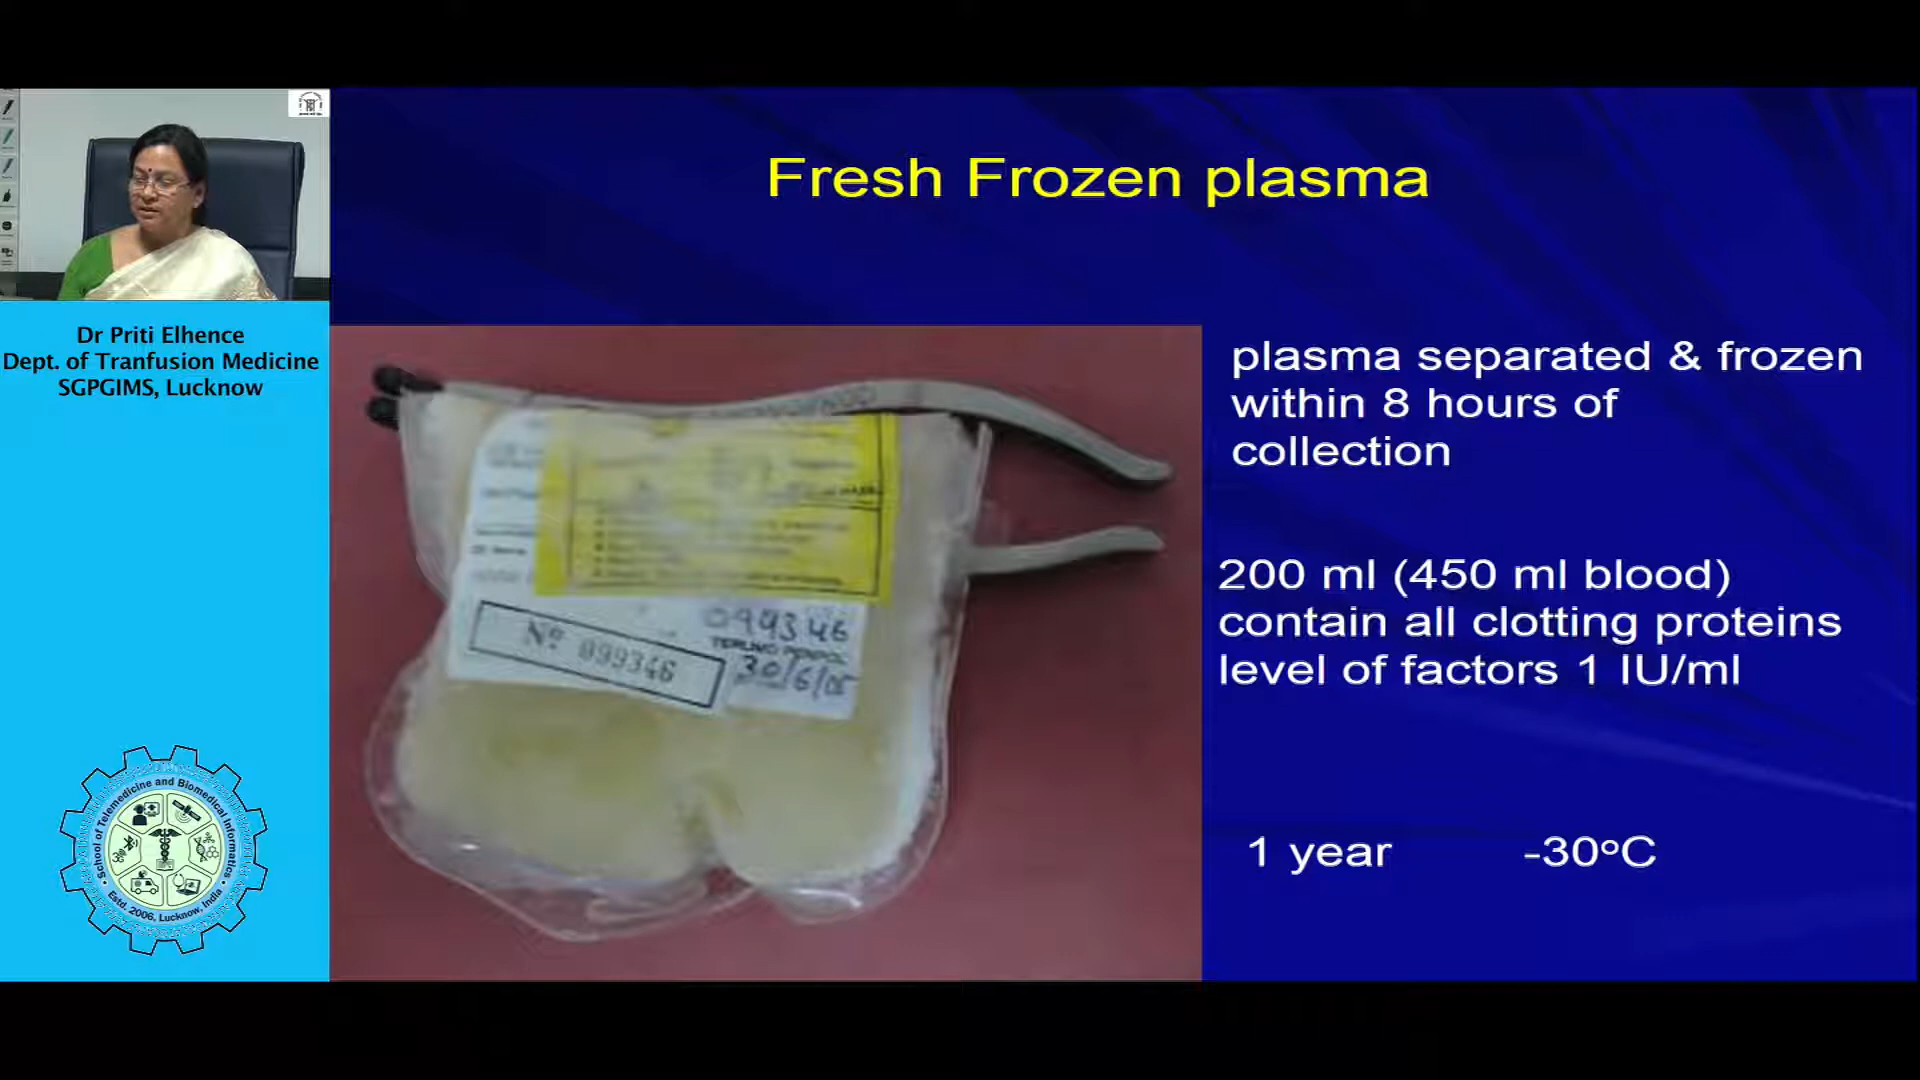 Fresh Frozen plasma
Dr Priti Elhence
Dept. of Tranfusion Medicine
SGPGIMS, Lucknow
plasma separated & frozen
within 8 hours of
collection
200 ml (450 ml blood)
contain all clotting proteins
level of factors 1 IU/ml
1 year -30°C
Nº 099346
099346
TERUMO PENPOL
30/6/05
School of Telemedicine and Biomedical Informatics
Estd. 2006, Lucknow, India